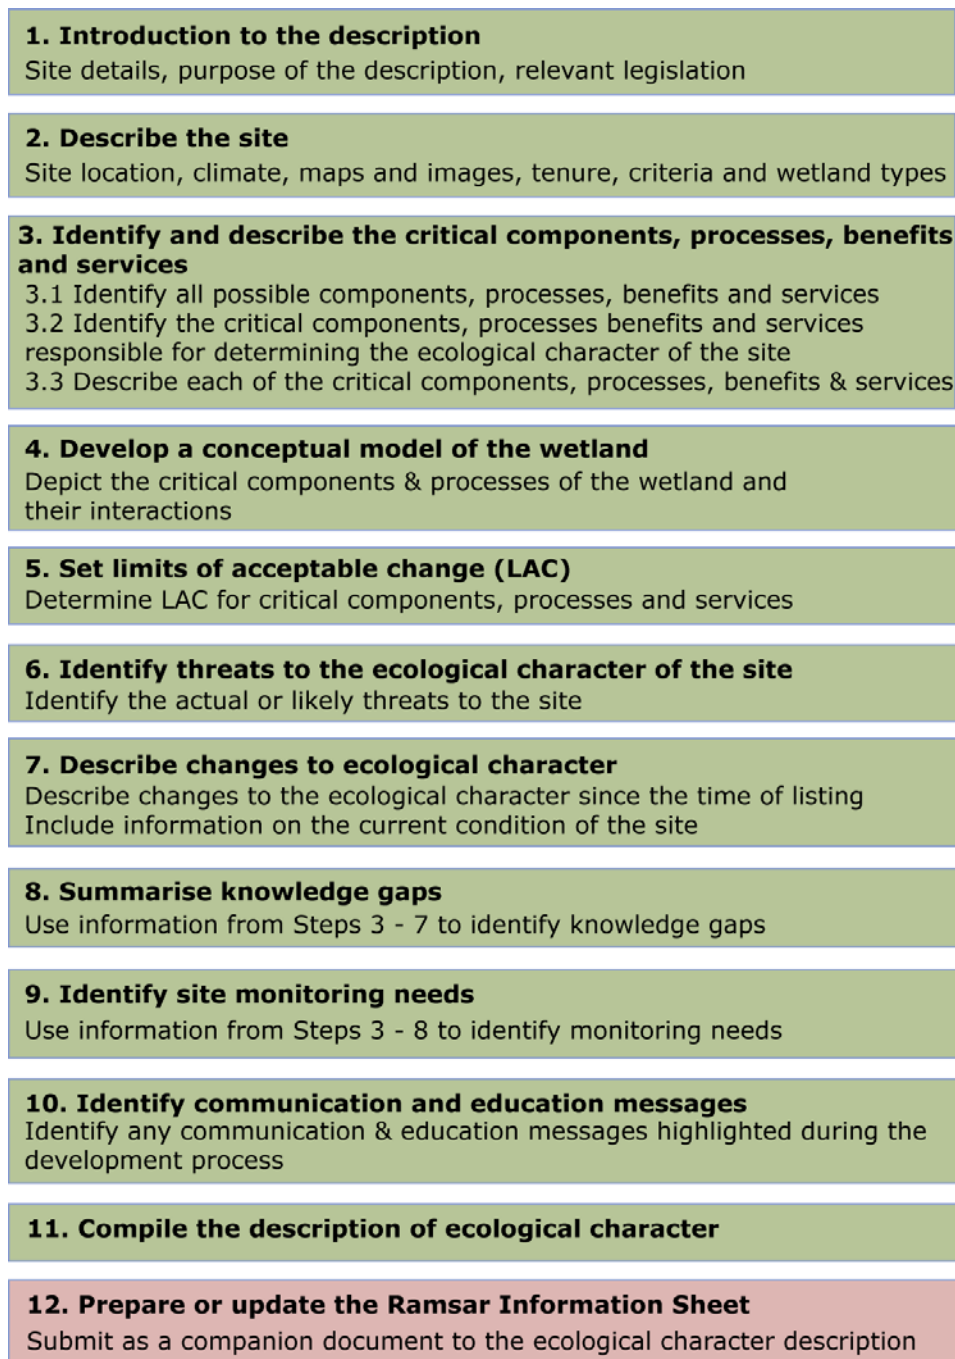 1. Introduction to the description
Site details, purpose of the description, relevant legislation
2. Describe the site
Site location, climate, maps and images, tenure, criteria and wetland types
3. Identify and describe the critical components, processes, benefits
and services
3.1 Identify all possible components, processes, benefits and services
3.2 Identify the critical components, processes benefits and services
responsible for determining the ecological character of the site
3.3 Describe each of the critical components, processes, benefits & services
4. Develop a conceptual model of the wetland
Depict the critical components & processes of the wetland and
their interactions
5. Set limits of acceptable change (LAC)
Determine LAC for critical components, processes and services
6. Identify threats to the ecological character of the site
Identify the actual or likely threats to the site
7. Describe changes to ecological character
Describe changes to the ecological character since the time of listing
Include information on the current condition of the site
8. Summarise knowledge gaps
Use information from Steps 3 - 7 to identify knowledge gaps
9. Identify site monitoring needs
Use information from Steps 3 - 8 to identify monitoring needs
10. Identify communication and education messages
Identify any communication & education messages highlighted during the
development process
11. Compile the description of ecological character
12. Prepare or update the Ramsar Information Sheet
Submit as a companion document to the ecological character description